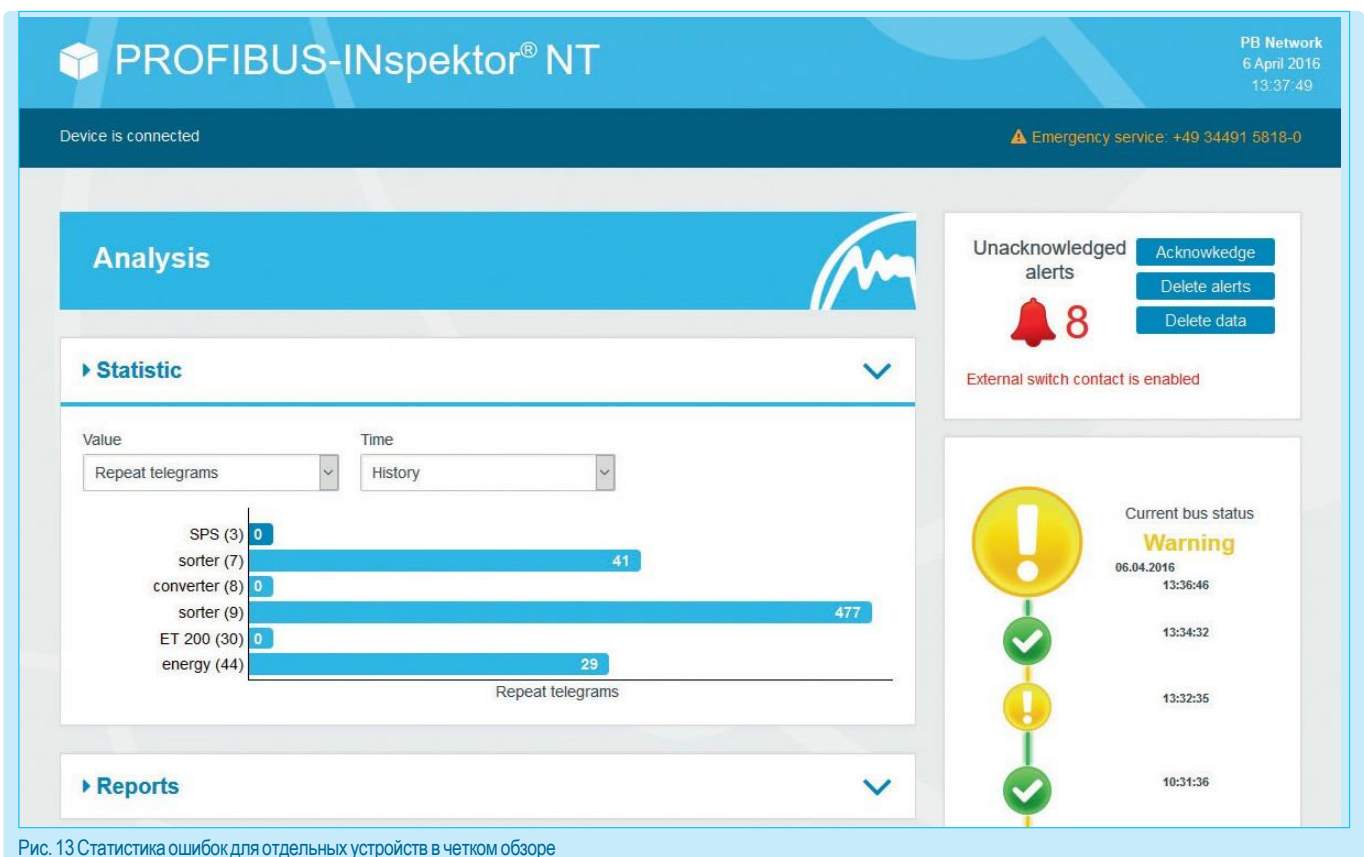 PROFIBUS-INspektor® NT
PB Network
6 April 2016
13:37:49
Device is connected
Emergency service: +49 34491 5818-0
Analysis
Unacknowledged
alerts
8
Acknowkedge
Delete alerts
Delete data
External switch contact is enabled
Statistic
Value
Time
Repeat telegrams
History
SPS (3) 0
sorter (7) 41
converter (8) 0
sorter (9) 477
ET 200 (30) 0
energy (44) 29
Repeat telegrams
Current bus status
Warning
06.04.2016
13:36:46
13:34:32
13:32:35
10:31:36
Reports
Рис. 13 Статистика ошибок для отдельных устройств в четком обзоре